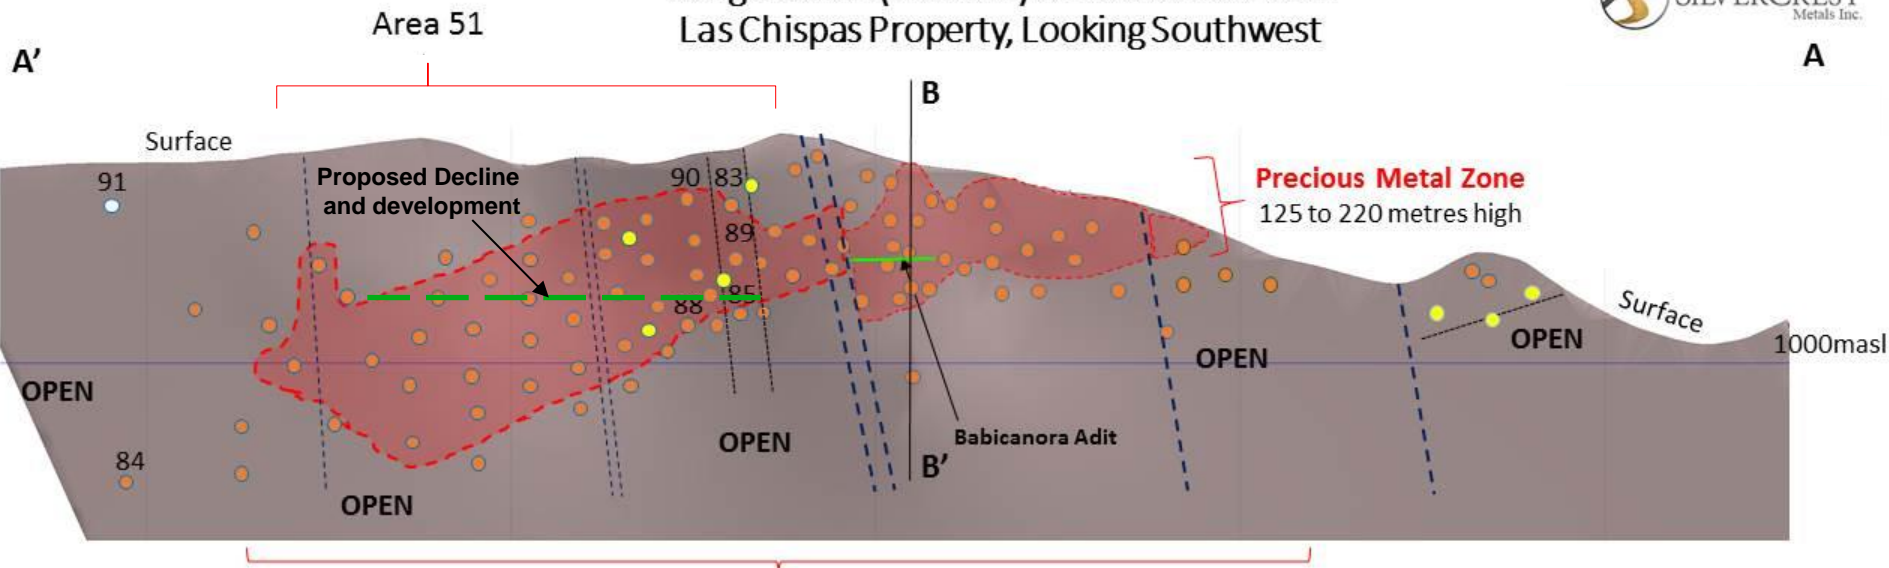 Area 51
Las Chispas Property, Looking Southwest
Metals Inc.
A'
A
B
Surface
91
Proposed Decline
and development
90
83
Precious Metal Zone
125 to 220 metres high
89
85
88
Surface
1000masl
OPEN
OPEN
OPEN
OPEN
Babicanora Adit
B'
84
OPEN